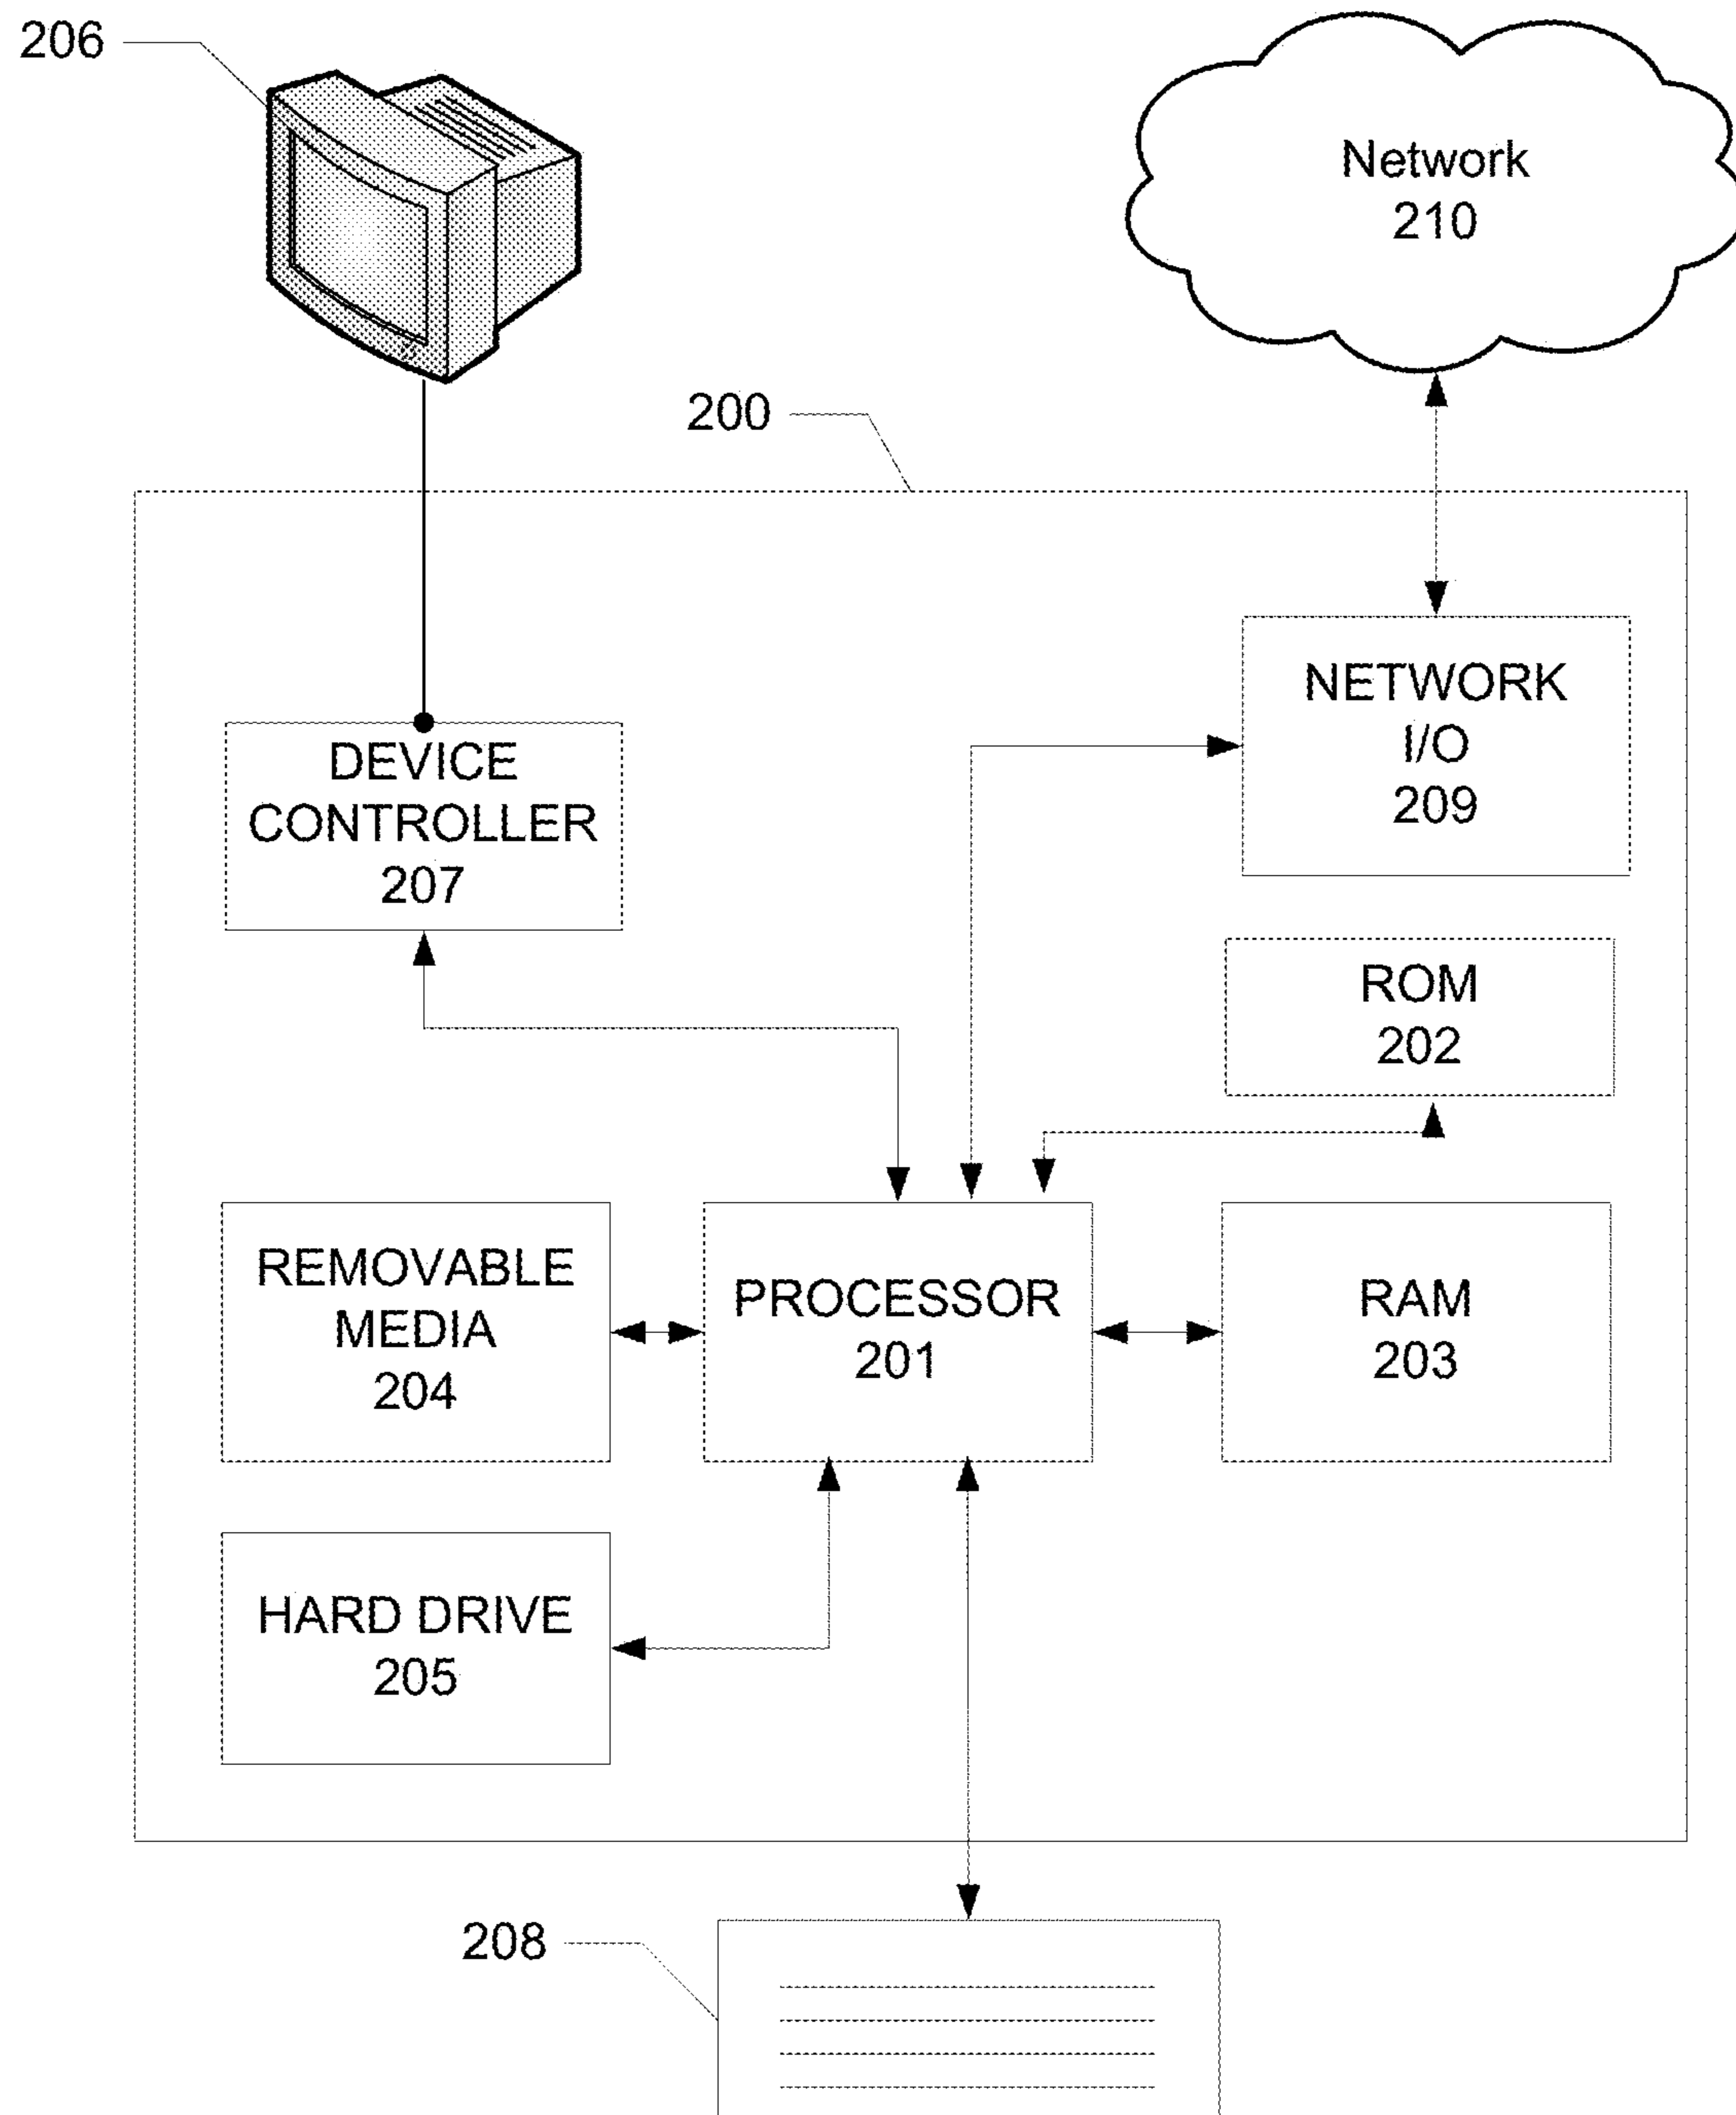 206
Network
210
200
NETWORK
I/O
209
DEVICE
CONTROLLER
207
ROM
202
REMOVABLE
MEDIA
204
PROCESSOR
201
RAM
203
HARD DRIVE
205
208